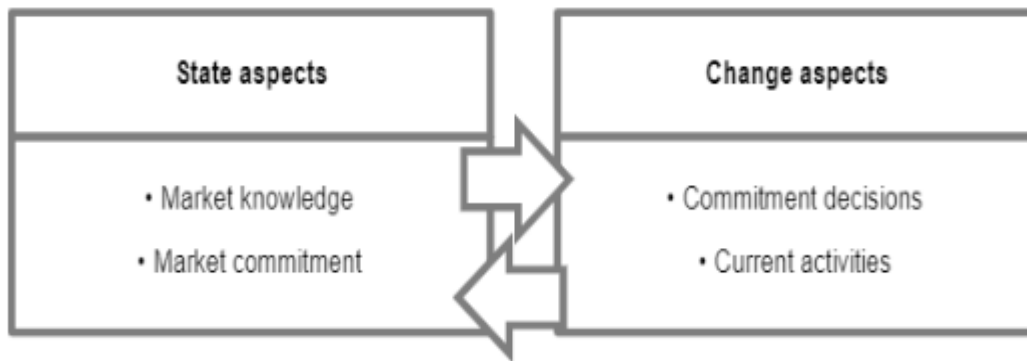 State aspects
• Market knowledge
• Market commitment
Change aspects
• Commitment decisions
• Current activities